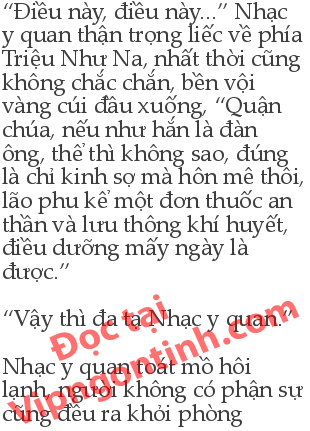 “Điều này, điều này...” Nhạc
y quan thận trọng liếc về phía
Triệu Như Na, nhất thời cũng
không chắc chắn, bền vội
vàng cúi đầu xuống, “Quận
chúa, nếu như hắn là đàn
ông, thể thì không sao, đúng
là chỉ kinh sợ mà hôn mê thôi,
lão phu kể một đơn thuốc an
thần và lưu thông khí huyết,
điều dưỡng mấy ngày là
được.”
“Vậy thì đa tạ Nhạc y quan.”
Nhạc y quan toát mồ hôi
lạnh, người không có phận sự
cũng đều ra khỏi phòng
Đọc tại
Vipngontinh.com